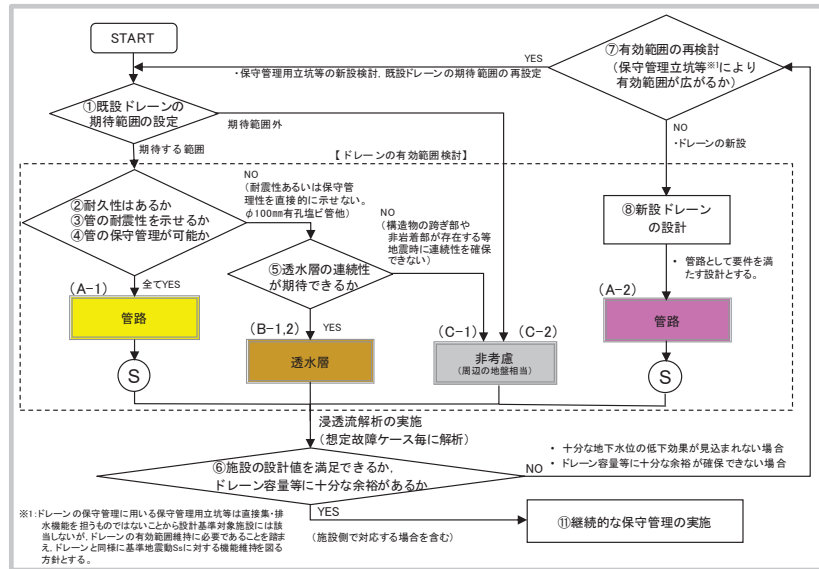 START
⑦有効範囲の再検討
(保守管理立坑等※1により
有効範囲が広がるか)
YES
・保守管理用立坑等の新設検討，既設ドレーンの期待範囲の再設定
①既設ドレーンの
期待範囲の設定
期待範囲外
期待する範囲
NO
・ドレーンの新設
【ドレーンの有効範囲検討】
②耐久性はあるか
③管の耐震性を示せるか
④管の保守管理が可能か
NO
(耐震性あるいは保守管
理性を直接的に示せない。
φ100mm有孔塩ビ管他)
NO
(構造物の跨ぎ部や
非岩着部が存在する等
地震時に連続性を確保
できない)
⑧新設ドレーン
の設計
⑤透水層の連続性
が期待できるか
・ 管路として要件を満
たす設計とする。
全てYES
(A-1)
管路
(B-1,2)
YES
透水層
(C-1)
(C-2)
非考慮
(周辺の地盤相当)
(A-2)
管路
S
S
浸透流解析の実施
(想定故障ケース毎に解析)
⑥施設の設計値を満足できるか，
ドレーン容量等に十分な余裕があるか
NO
・ 十分な地下水位の低下効果が見込まれない場合
・ ドレーン容量等に十分な余裕が確保できない場合
YES
(施設側で対応する場合を含む)
⑪継続的な保守管理の実施
※1:ドレーンの保守管理に用いる保守管理用立坑等は直接集・排
水機能を担うものではないことから設計基準対象施設には該
当しないが，ドレーンの有効範囲維持に必要であることを踏ま
え，ドレーンと同様に基準地震動Ssに対する機能維持を図る
方針とする。